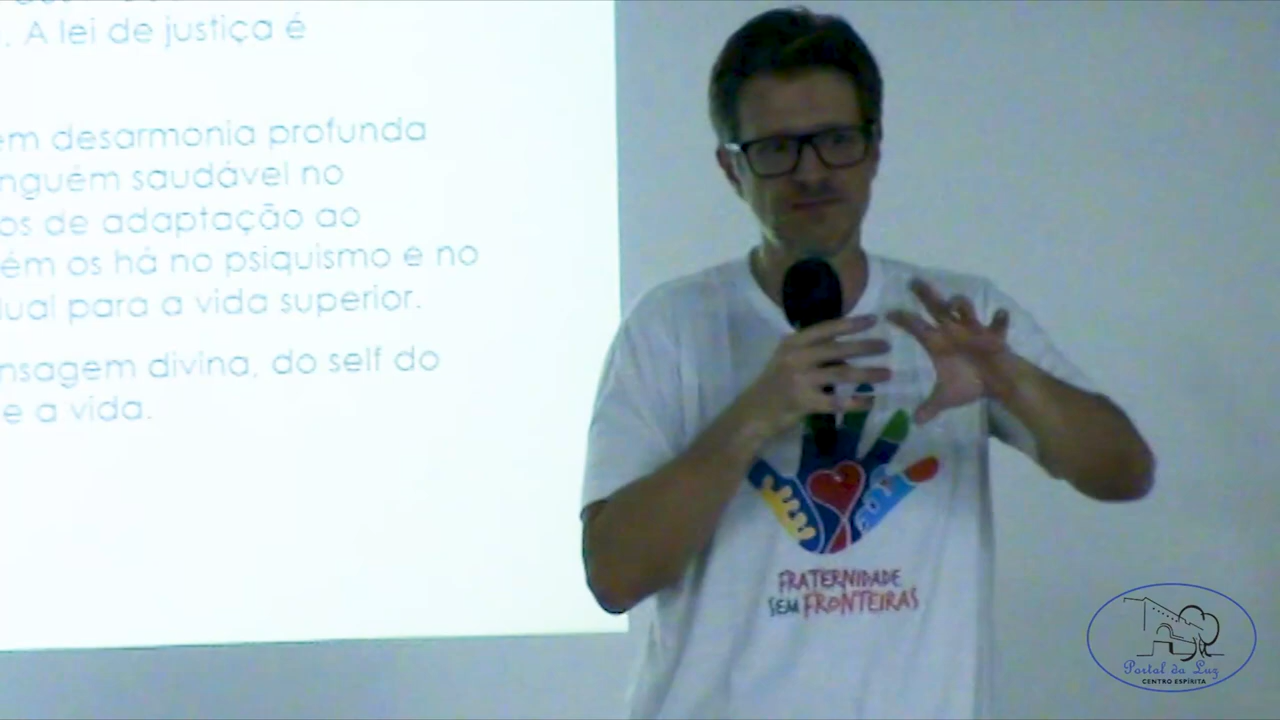 . A lei de justiça é
em desarmonia profunda
nguém saudável no
os de adaptação ao
ém os há no psiquismo e no
dual para a vida superior.
nsagem divina, do self do
e a vida.
FRATERNIDADE
SEM FRONTEIRAS
Portal da Luz
CENTRO ESPÍRITA